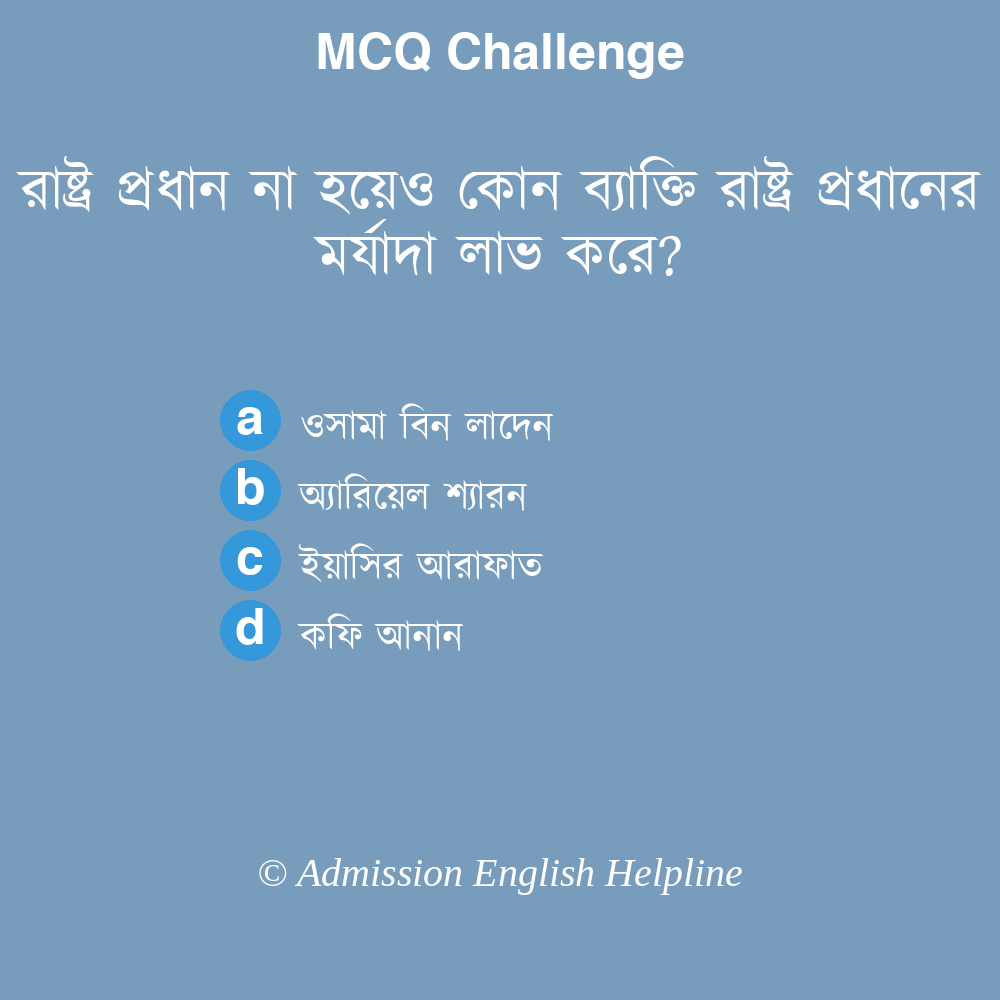 MCQ Challenge
রাষ্ট্র প্রধান না হয়েও কোন ব্যাক্তি রাষ্ট্র প্রধানের
মর্যাদা লাভ করে?
a ওসামা বিন লাদেন
b অ্যারিয়েল শ্যারন
c ইয়াসির আরাফাত
d কফি আনান
© Admission English Helpline